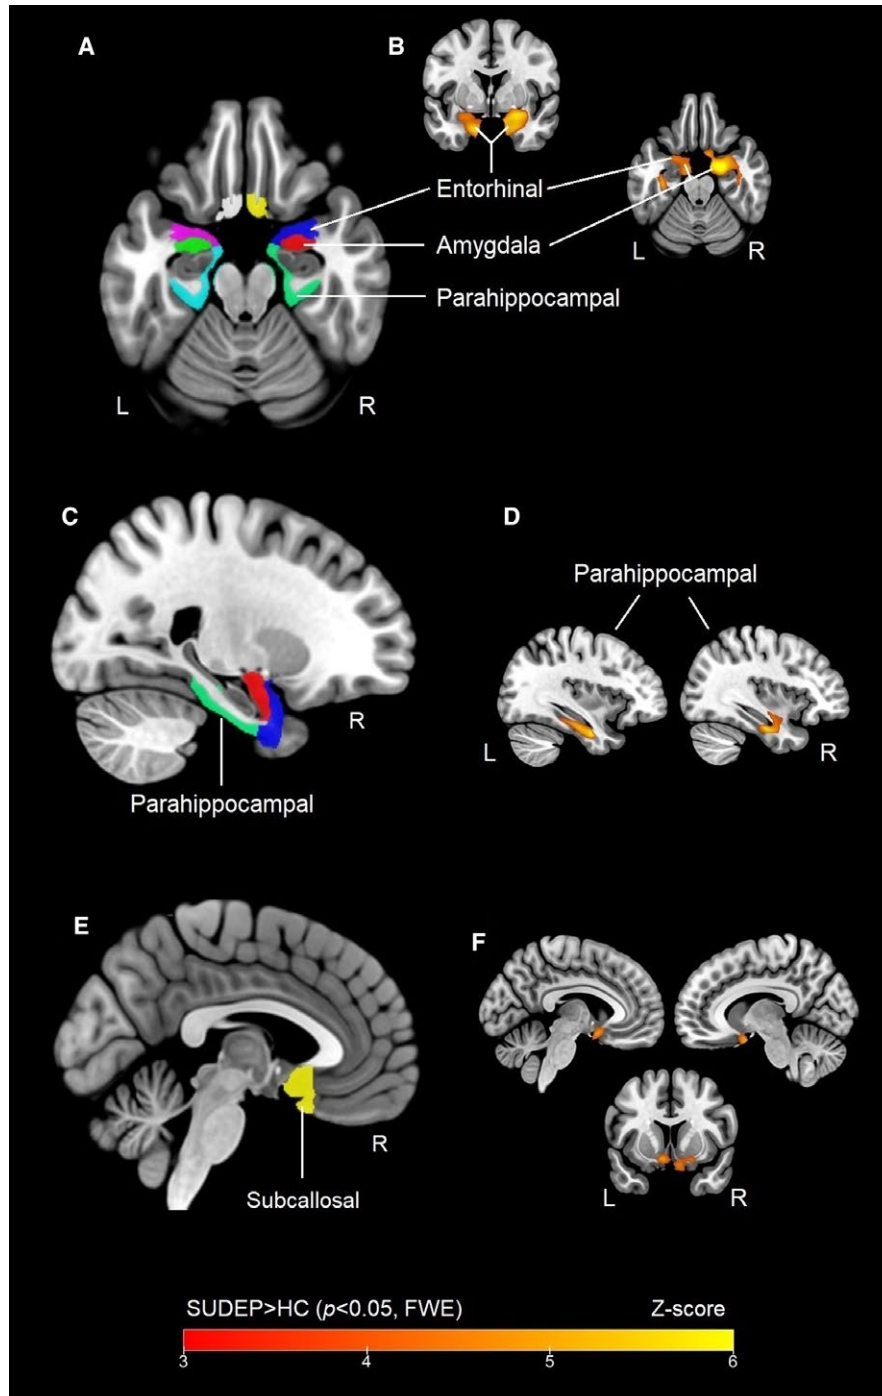 A
B
Entorhinal
Amygdala
Parahippocampal
L
R
L
R
C
D
Parahippocampal
R
L
R
Parahippocampal
E
F
R
Subcallosal
L
R
SUDEP>HC (p<0.05, FWE)
Z-score
3
4
5
6